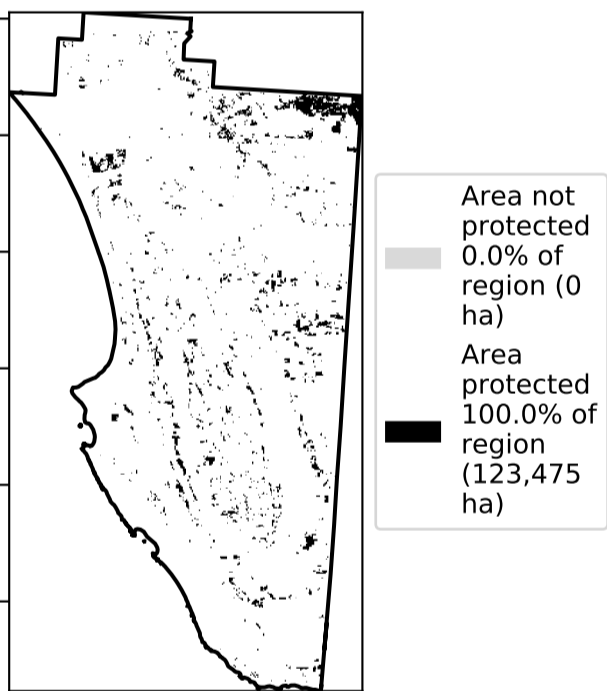 Area not
protected
0.0% of
region (0
ha)
Area
protected
100.0% of
region
(123,475
ha)